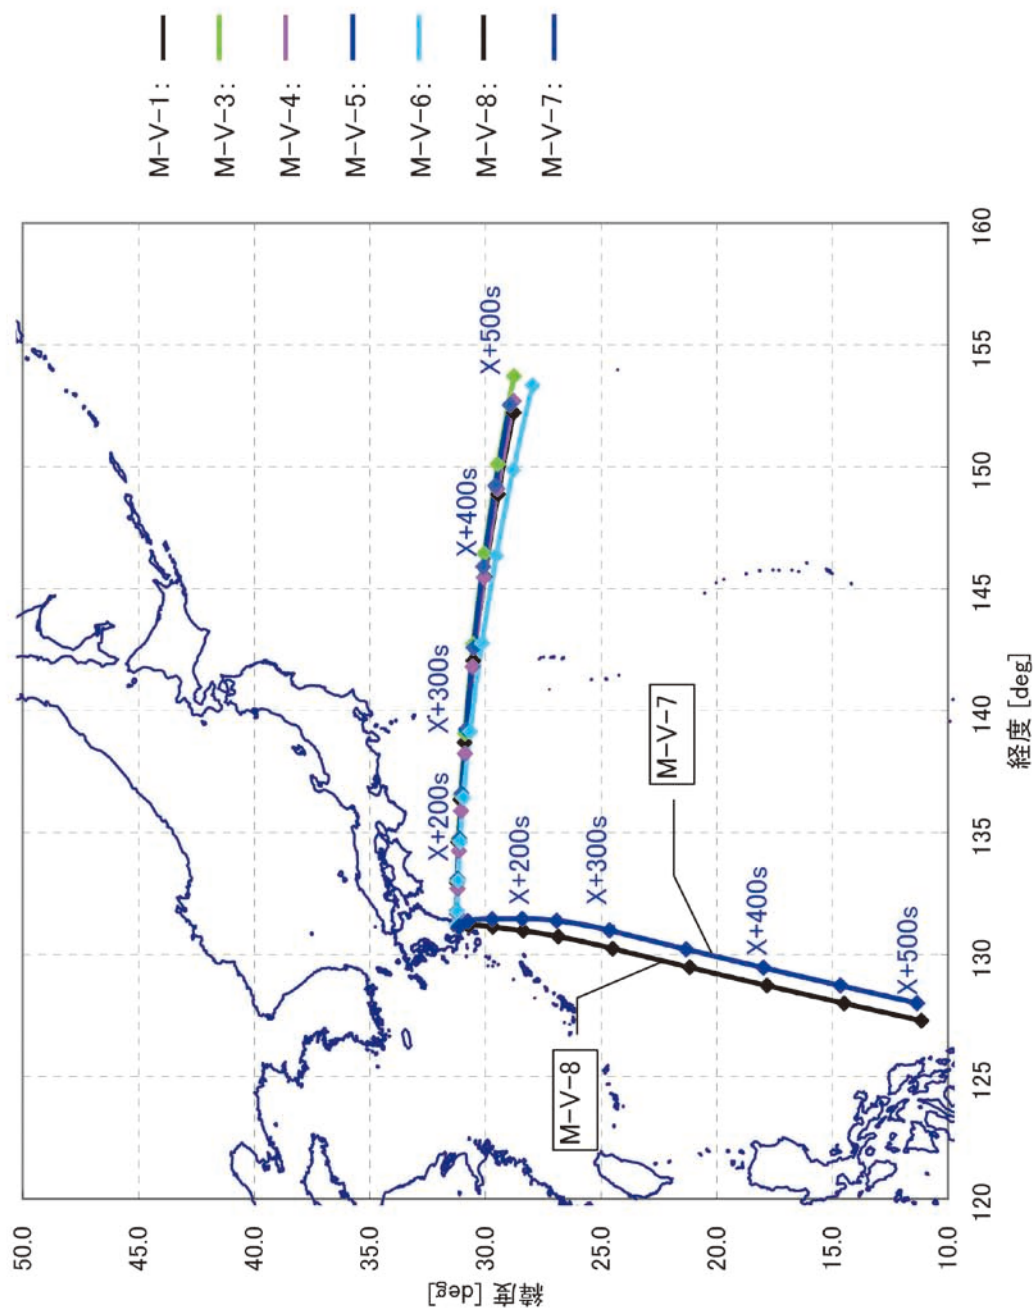 M-V-1:
M-V-3:
M-V-4:
M-V-5:
M-V-6:
M-V-8:
M-V-7:
50.0
45.0
40.0
35.0
30.0
25.0
20.0
15.0
10.0
緯度 [deg]
X+200s
X+300s
X+400s
X+500s
X+200s
X+300s
X+400s
X+500s
M-V-8
M-V-7
120
125
130
135
140
145
150
155
160
経度 [deg]